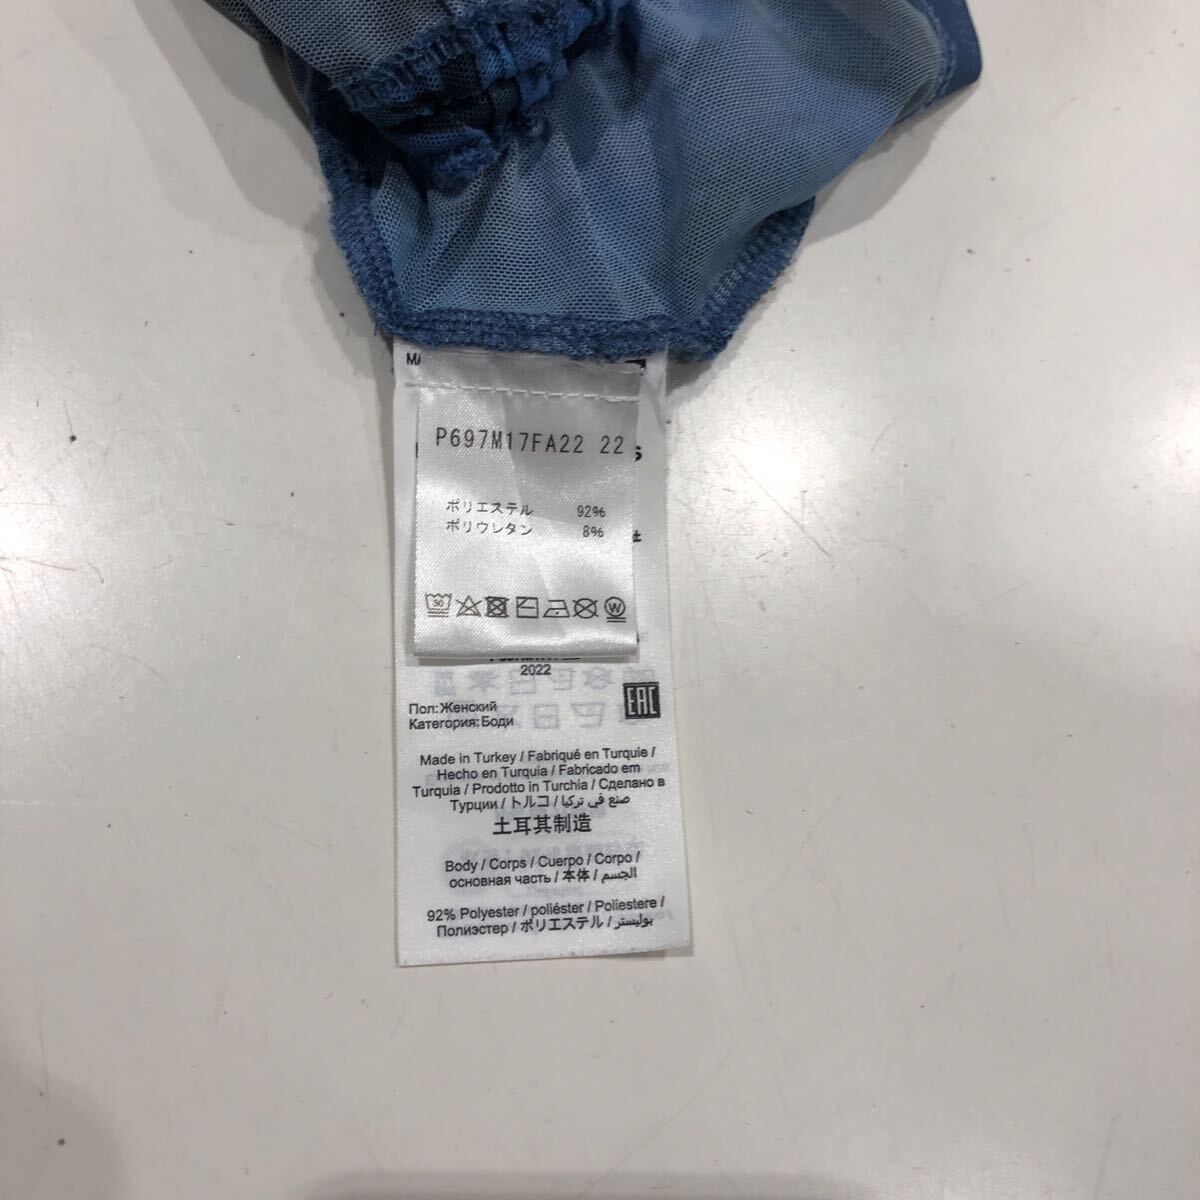 P697M17FA22 22
ポリエステル 92%
ポリウレタン 8%
30
W
2022
Пол:Женский
Категория:Боди
EAC
Made in Turkey / Fabriqué en Turquie /
Hecho en Turquia / Fabricado em
Turquia / Prodotto in Turchia / Сделано в
Турции / トルコ / صنع في تركيا
土耳其制造
Body / Corps / Cuerpo / Corpo /
основная часть / 本体 / الجسم
92% Polyester / poliéster / Poliestere /
Полиэстер / ポリエステル / بوليستر